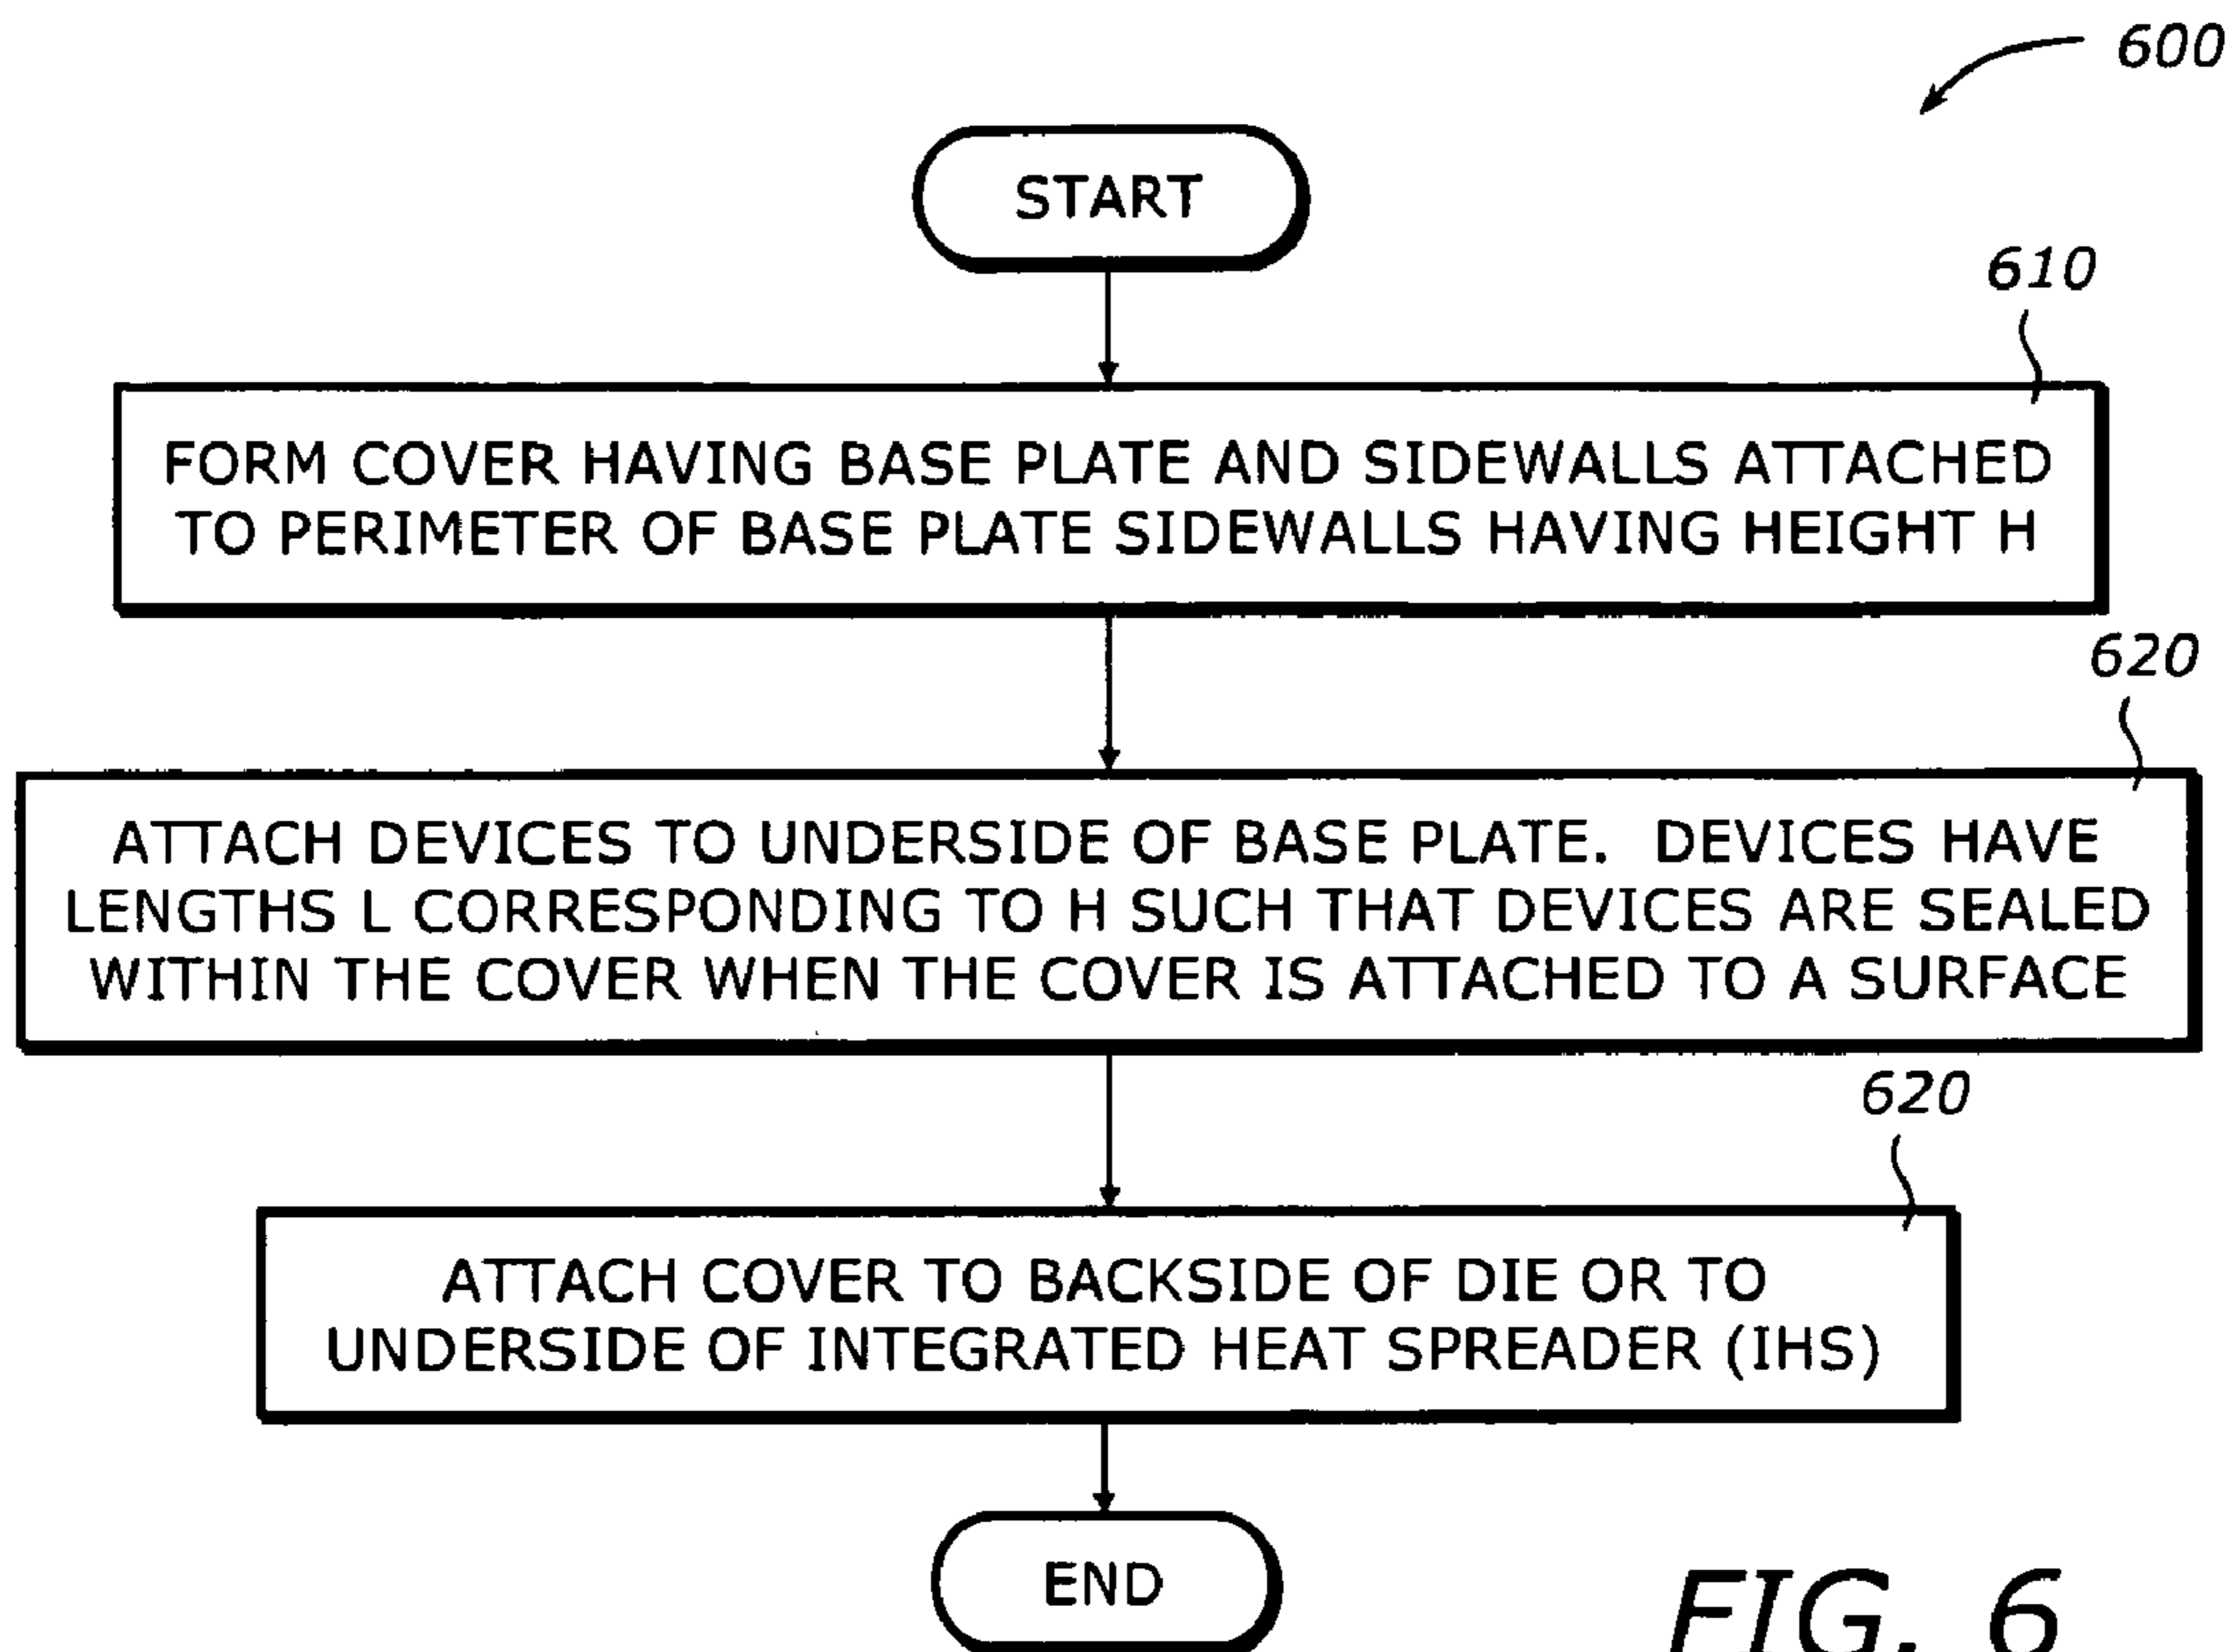 600
START
610
FORM COVER HAVING BASE PLATE AND SIDEWALLS ATTACHED
TO PERIMETER OF BASE PLATE SIDEWALLS HAVING HEIGHT H
620
ATTACH DEVICES TO UNDERSIDE OF BASE PLATE. DEVICES HAVE
LENGTHS L CORRESPONDING TO H SUCH THAT DEVICES ARE SEALED
WITHIN THE COVER WHEN THE COVER IS ATTACHED TO A SURFACE
620
ATTACH COVER TO BACKSIDE OF DIE OR TO
UNDERSIDE OF INTEGRATED HEAT SPREADER (IHS)
END
FIG. 6